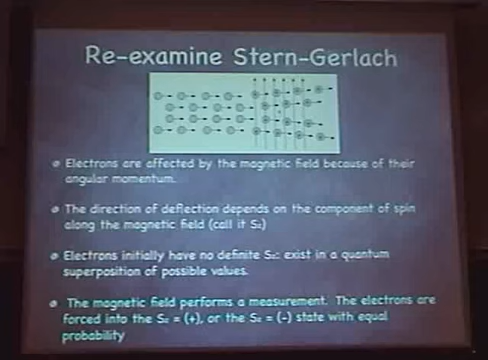 Re-examine Stern-Gerlach
Electrons are affected by the magnetic field because of their
angular momentum.
The direction of deflection depends on the component of spin
along the magnetic field (call it Sz)
Electrons initially have no definite Sz: exist in a quantum
superposition of possible values.
The magnetic field performs a measurement. The electrons are
forced into the Sz = (+), or the Sz = (-) state with equal
probability